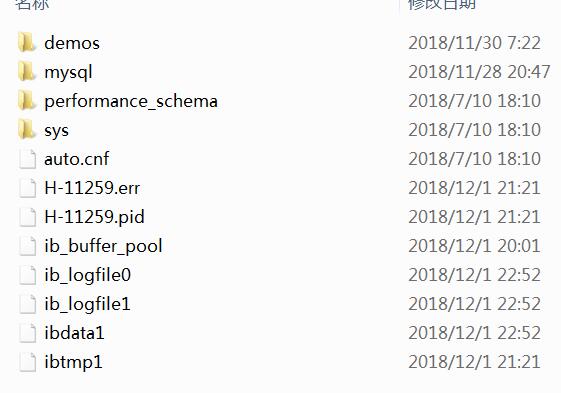 名称 修改日期
demos 2018/11/30 7:22
mysql 2018/11/28 20:47
performance_schema 2018/7/10 18:10
sys 2018/7/10 18:10
auto.cnf 2018/7/10 18:10
H-11259.err 2018/12/1 21:21
H-11259.pid 2018/12/1 21:21
ib_buffer_pool 2018/12/1 20:01
ib_logfile0 2018/12/1 22:52
ib_logfile1 2018/12/1 22:52
ibdata1 2018/12/1 22:52
ibtmp1 2018/12/1 21:21